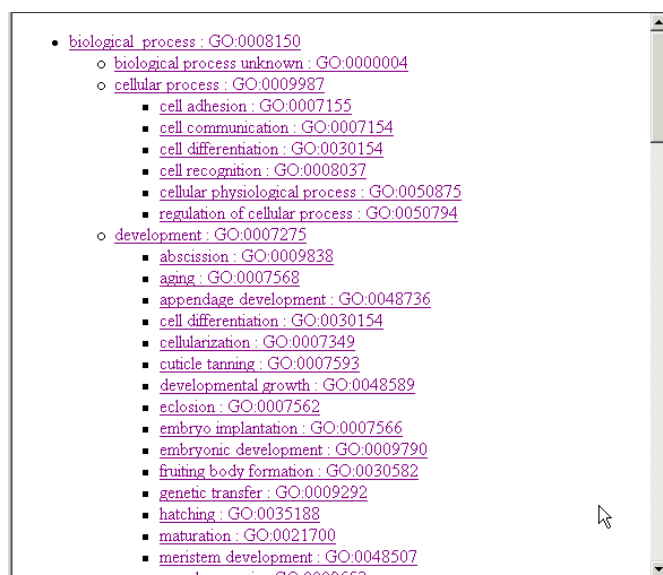 biological_process : GO:0008150
biological process unknown : GO:0000004
cellular process : GO:0009987
cell adhesion : GO:0007155
cell communication : GO:0007154
cell differentiation : GO:0030154
cell recognition : GO:0008037
cellular physiological process : GO:0050875
regulation of cellular process : GO:0050794
development : GO:0007275
abscission : GO:0009838
aging : GO:0007568
appendage development : GO:0048736
cell differentiation : GO:0030154
cellularization : GO:0007349
cuticle tanning : GO:0007593
developmental growth : GO:0048589
eclosion : GO:0007562
embryo implantation : GO:0007566
embryonic development : GO:0009790
fruiting body formation : GO:0030582
genetic transfer : GO:0009292
hatching : GO:0035188
maturation : GO:0021700
meristem development : GO:0048507